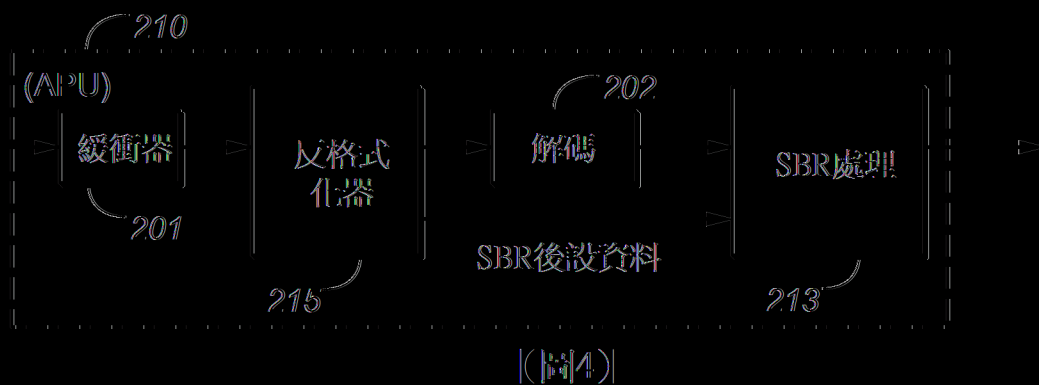 210
(APU)
202
緩衝器
反格式
化器
解碼
SBR處理
201
SBR後設資料
215
213
(圖4)